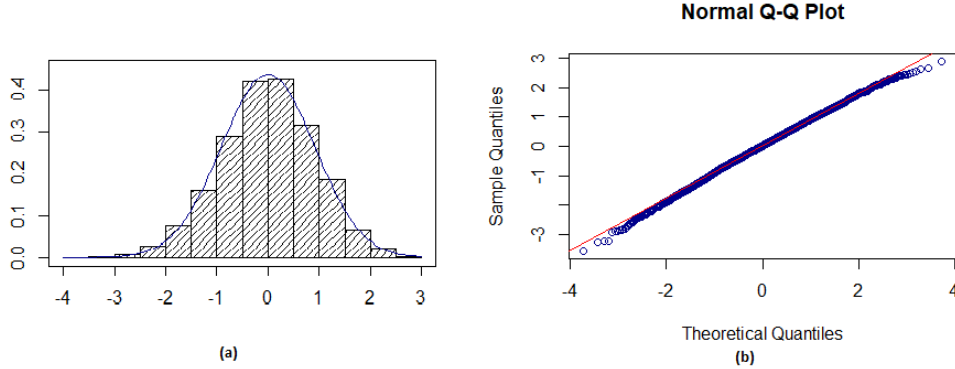 Normal Q-Q Plot
0.4
0.3
0.2
0.1
0.0
-4 -3 -2 -1 0 1 2 3
(a)
Sample Quantiles
3
2
1
0
-1
-3
-4 -2 0 2 4
Theoretical Quantiles
(b)